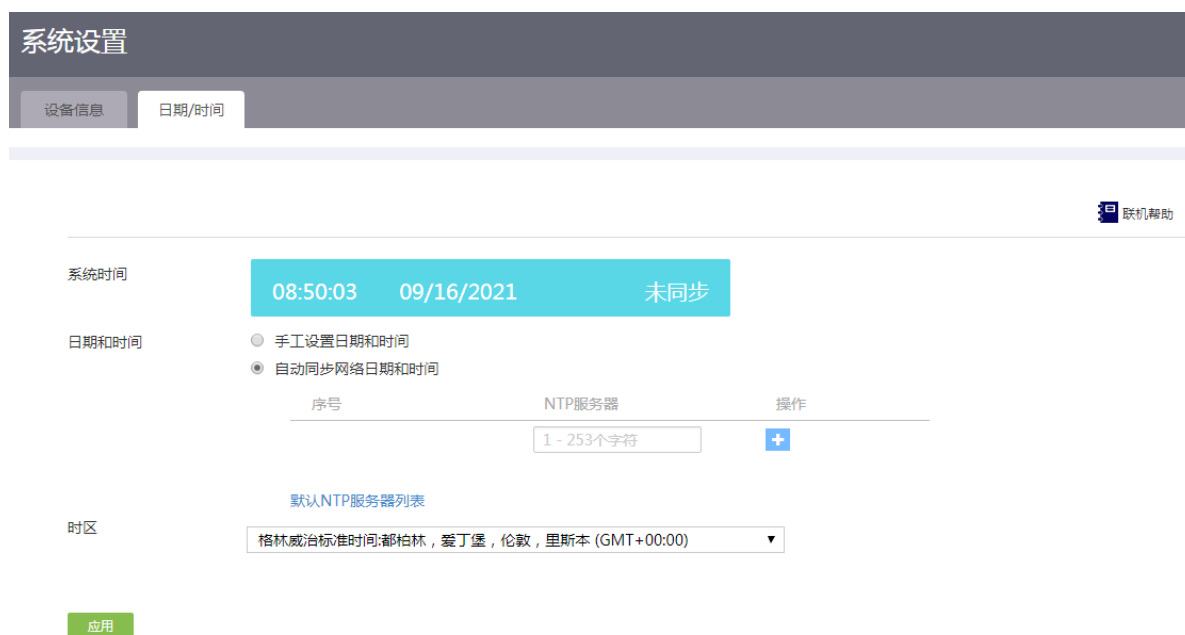 系统设置
设备信息 日期/时间
联机帮助
系统时间 08:50:03 09/16/2021 未同步
日期和时间 手工设置日期和时间
自动同步网络日期和时间
序号 NTP服务器 操作
1 - 253个字符
默认NTP服务器列表
时区
格林威治标准时间:都柏林，爱丁堡，伦敦，里斯本 (GMT+00:00)
应用